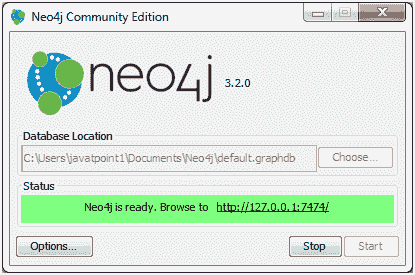 Neo4j Community Edition
neo4j 3.2.0
Database Location
C:\Users\javatpoint1\Documents\Neo4j\default.graphdb Choose...
Status
Neo4j is ready. Browse to http://127.0.0.1:7474/
Options... Stop Start